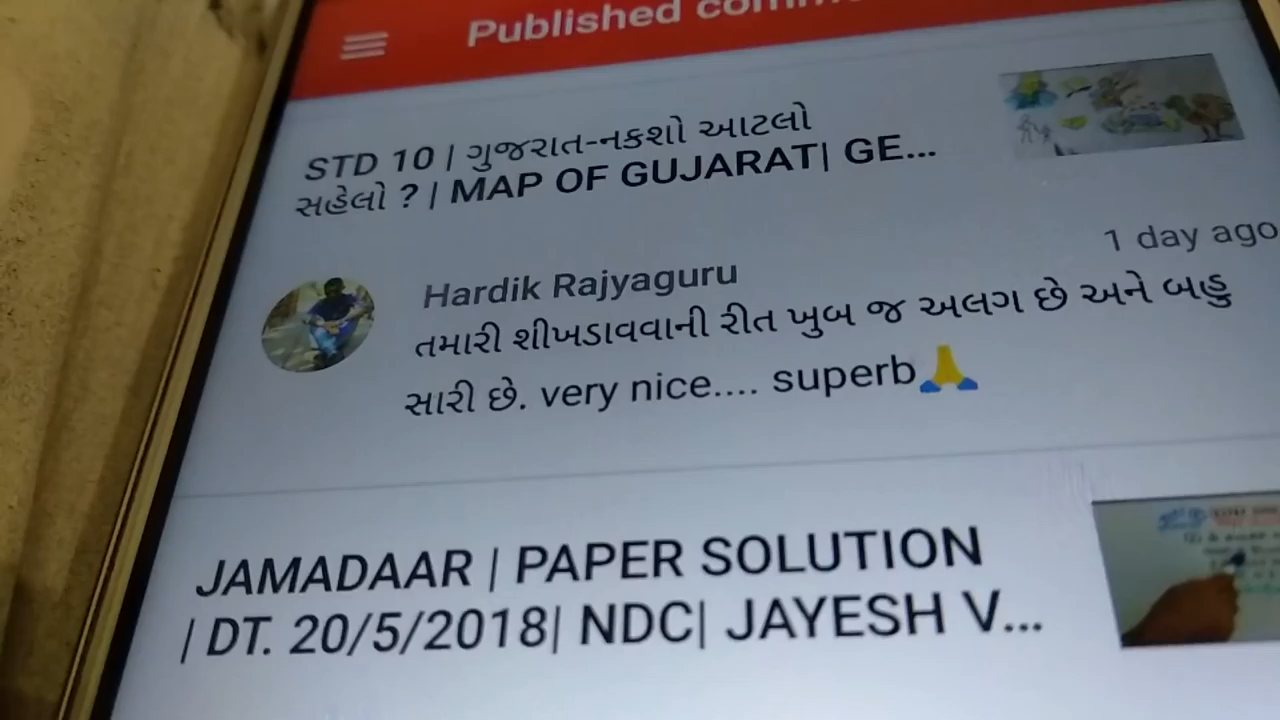 Published
STD 10 | ગુજરાત-નકશો આટલો
સહેલો ? | MAP OF GUJARAT| GE...
1 day ago
Hardik Rajyaguru
તમારી શીખડાવવાની રીત ખુબ જ અલગ છે અને બહુ
સારી છે. very nice.... superb🙏
JAMADAAR | PAPER SOLUTION
| DT. 20/5/2018| NDC| JAYESH V...